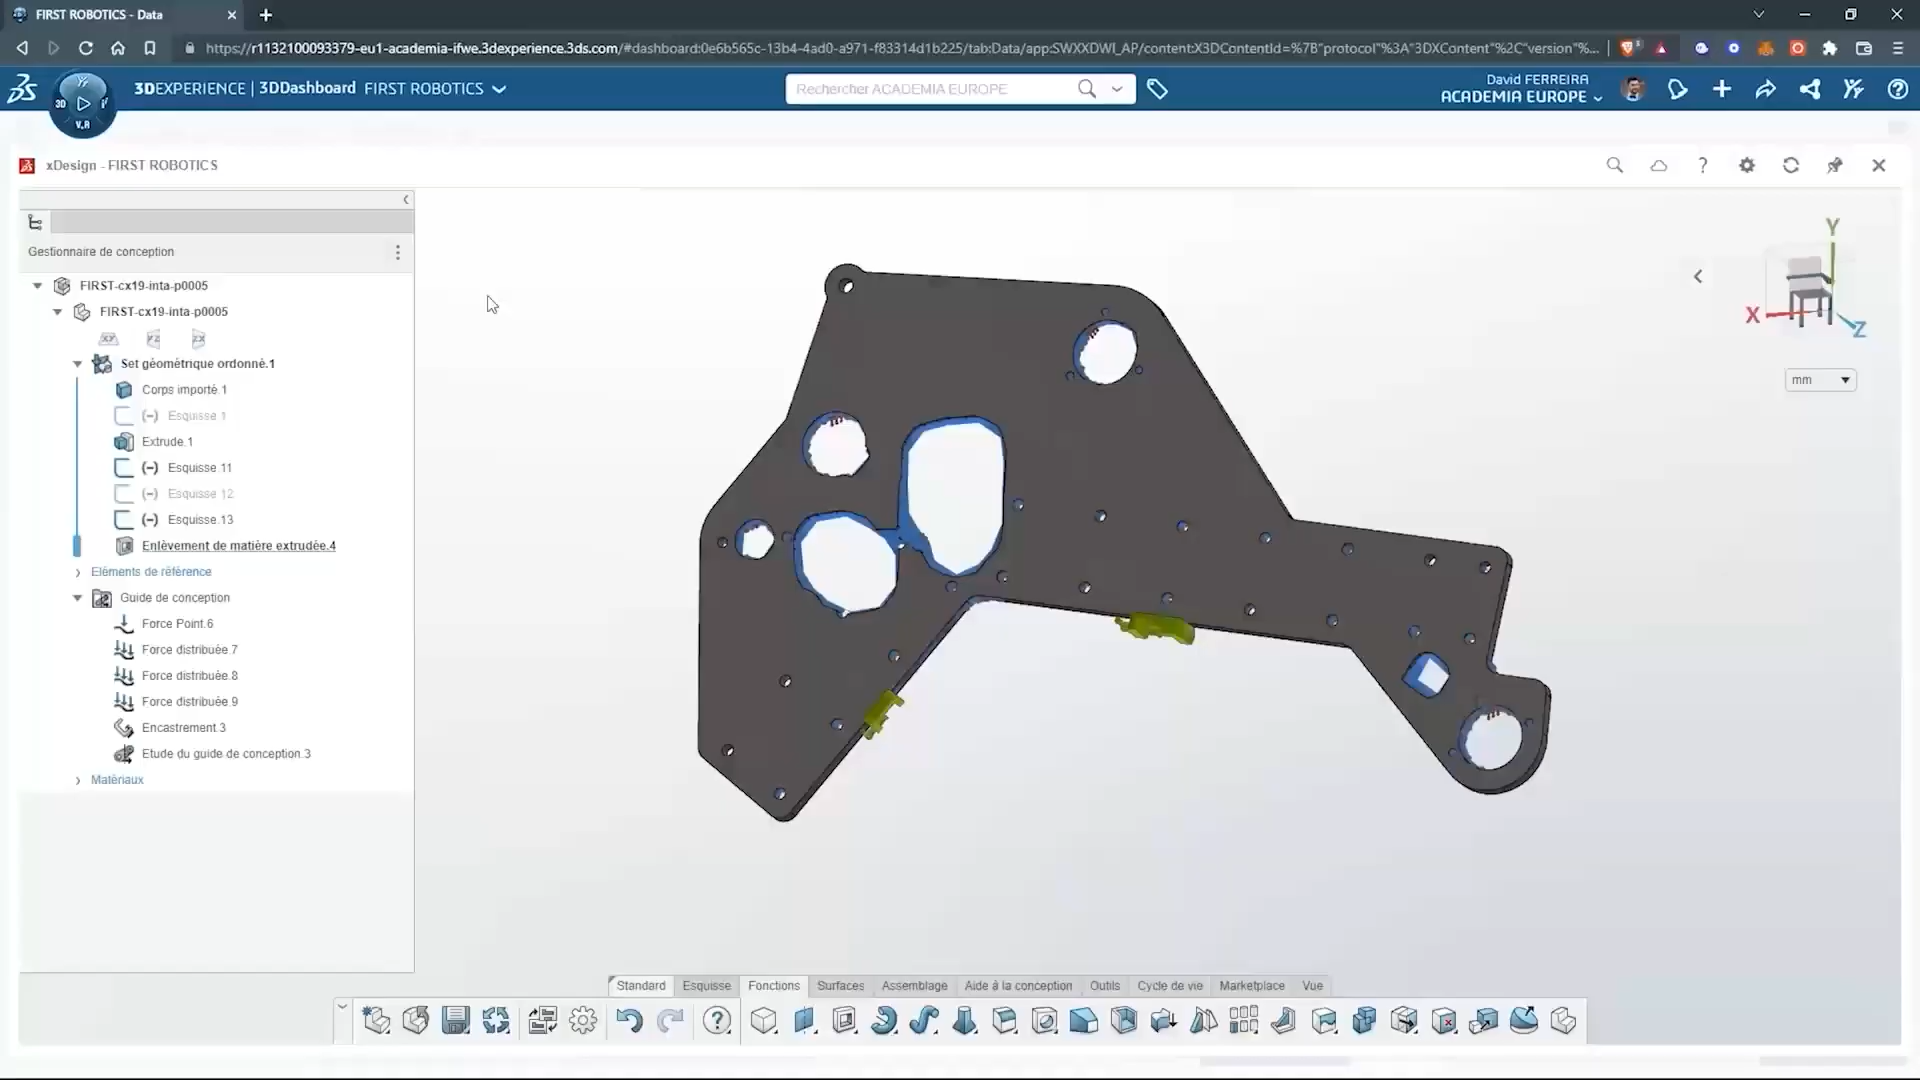 FIRST ROBOTICS - Data
https://r1132100093379-eu1-academia-ifwe.3dexperience.3ds.com/#dashboard:0e6b565c-13b4-4ad0-a971-f83314d1b225/tab:Data/app:SWXXDWI_AP/content:X3DContentId=%7B"protocol"%3A"3DXContent"%2C"version"%...
3DEXPERIENCE | 3DDashboard FIRST ROBOTICS
Rechercher ACADEMIA EUROPE
David FERREIRA
ACADEMIA EUROPE
3D
V.R
xDesign - FIRST ROBOTICS
Gestionnaire de conception
FIRST-cx19-inta-p0005
FIRST-cx19-inta-p0005
XY YZ ZX
Set géométrique ordonné.1
Corps importé.1
(-) Esquisse 1
Extrude.1
(-) Esquisse.11
(-) Esquisse 12
(-) Esquisse.13
Enlèvement de matière extrudée.4
Eléments de référence
Guide de conception
Force Point.6
Force distribuée.7
Force distribuée.8
Force distribuée.9
Encastrement.3
Etude du guide de conception.3
Matériaux
Y
X
Z
mm
Standard Esquisse Fonctions Surfaces Assemblage Aide à la conception Outils Cycle de vie Marketplace Vue